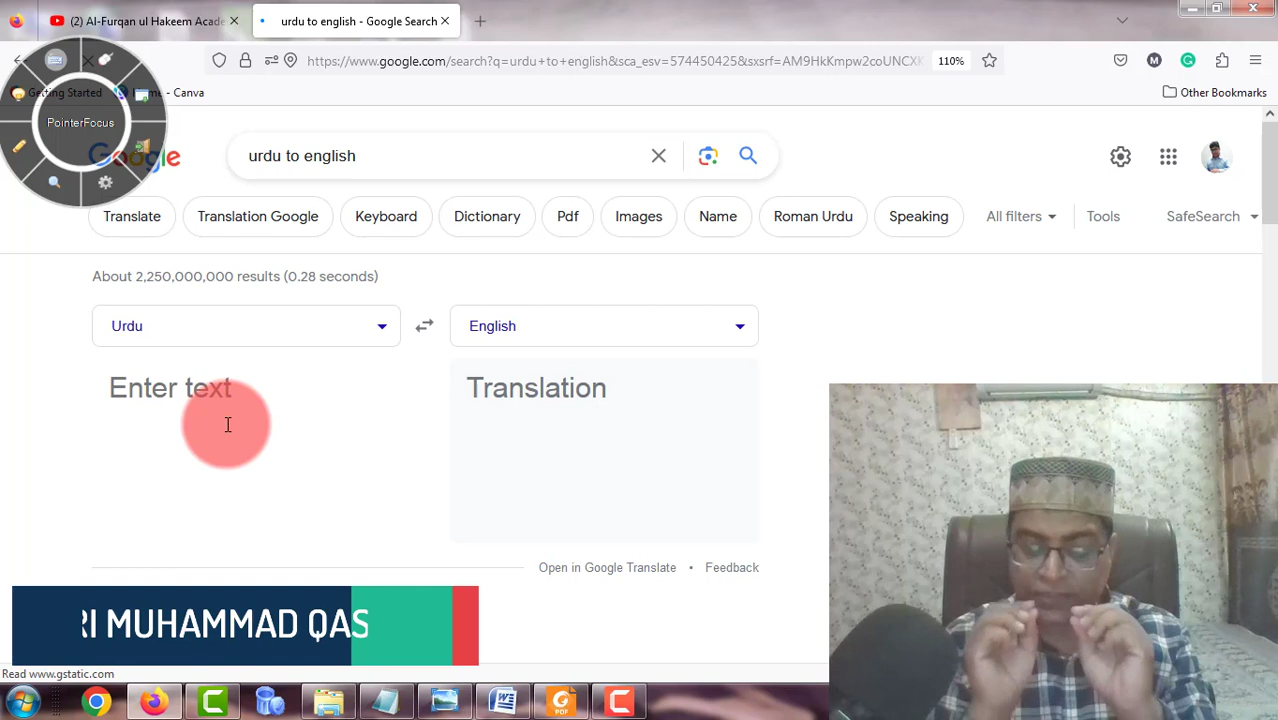 (2) Al-Furqan ul Hakeem Acade
urdu to english - Google Search
https://www.google.com/search?q=urdu+to+english&sca_esv=574450425&sxsrf=AM9HkKmpw2coUNCXK
110%
Getting Started
- Canva
Other Bookmarks
PointerFocus
Google
urdu to english
Translate
Translation Google
Keyboard
Dictionary
Pdf
Images
Name
Roman Urdu
Speaking
All filters
Tools
SafeSearch
About 2,250,000,000 results (0.28 seconds)
Urdu
English
Enter text
Translation
Open in Google Translate • Feedback
RI MUHAMMAD QAS
Read www.gstatic.com